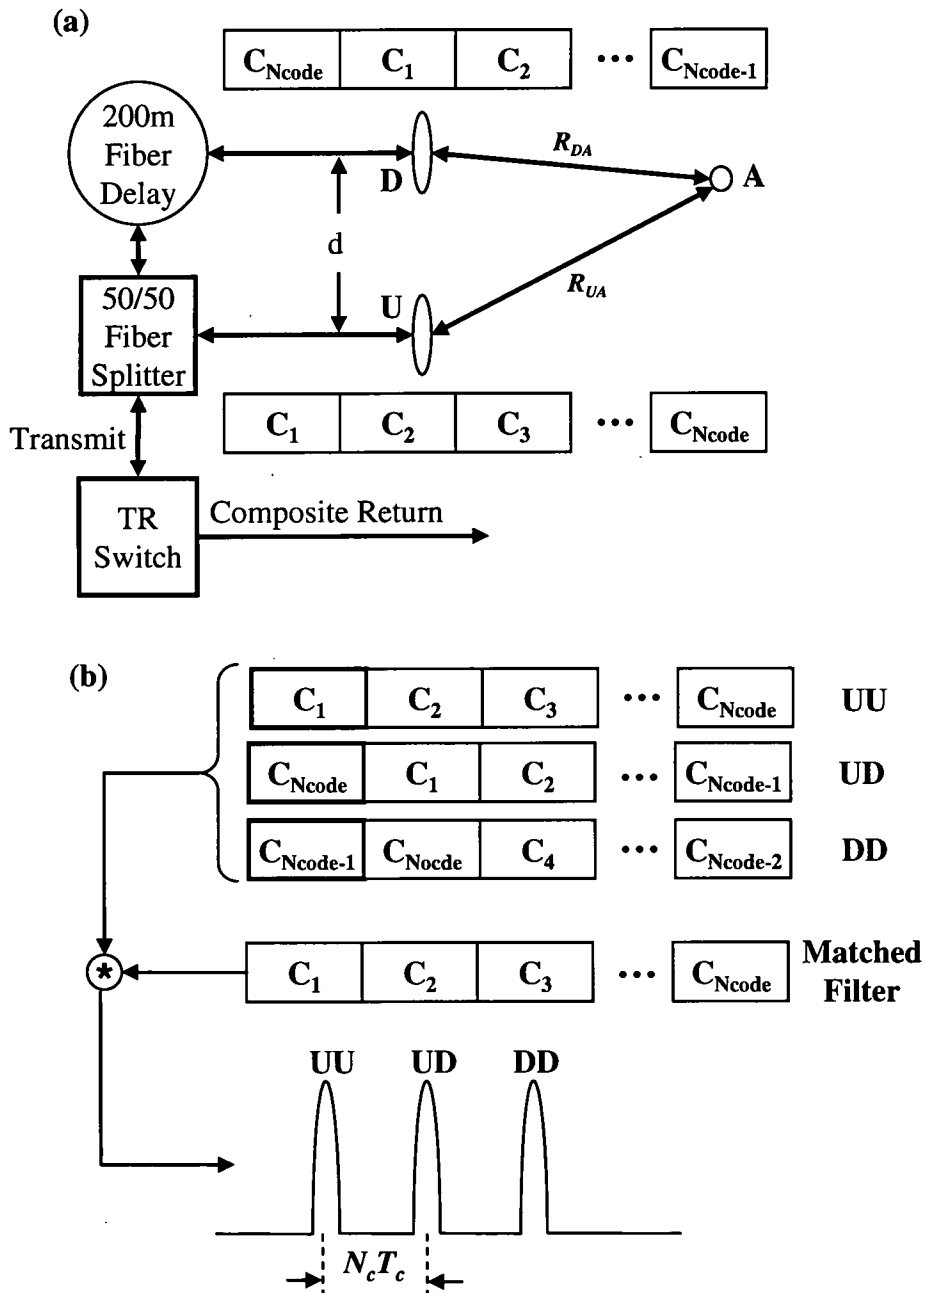 (a)
C_Ncode C_1 C_2 ••• C_Ncode-1
200m
Fiber
Delay
D
R_DA
A
d
50/50
Fiber
Splitter
U
R_UA
Transmit
C_1 C_2 C_3 ••• C_Ncode
TR
Switch
Composite Return
(b)
C_1 C_2 C_3 ••• C_Ncode UU
C_Ncode C_1 C_2 ••• C_Ncode-1 UD
C_Ncode-1 C_Nocde C_4 ••• C_Ncode-2 DD
*
C_1 C_2 C_3 ••• C_Ncode
Matched
Filter
UU UD DD
N_cT_c